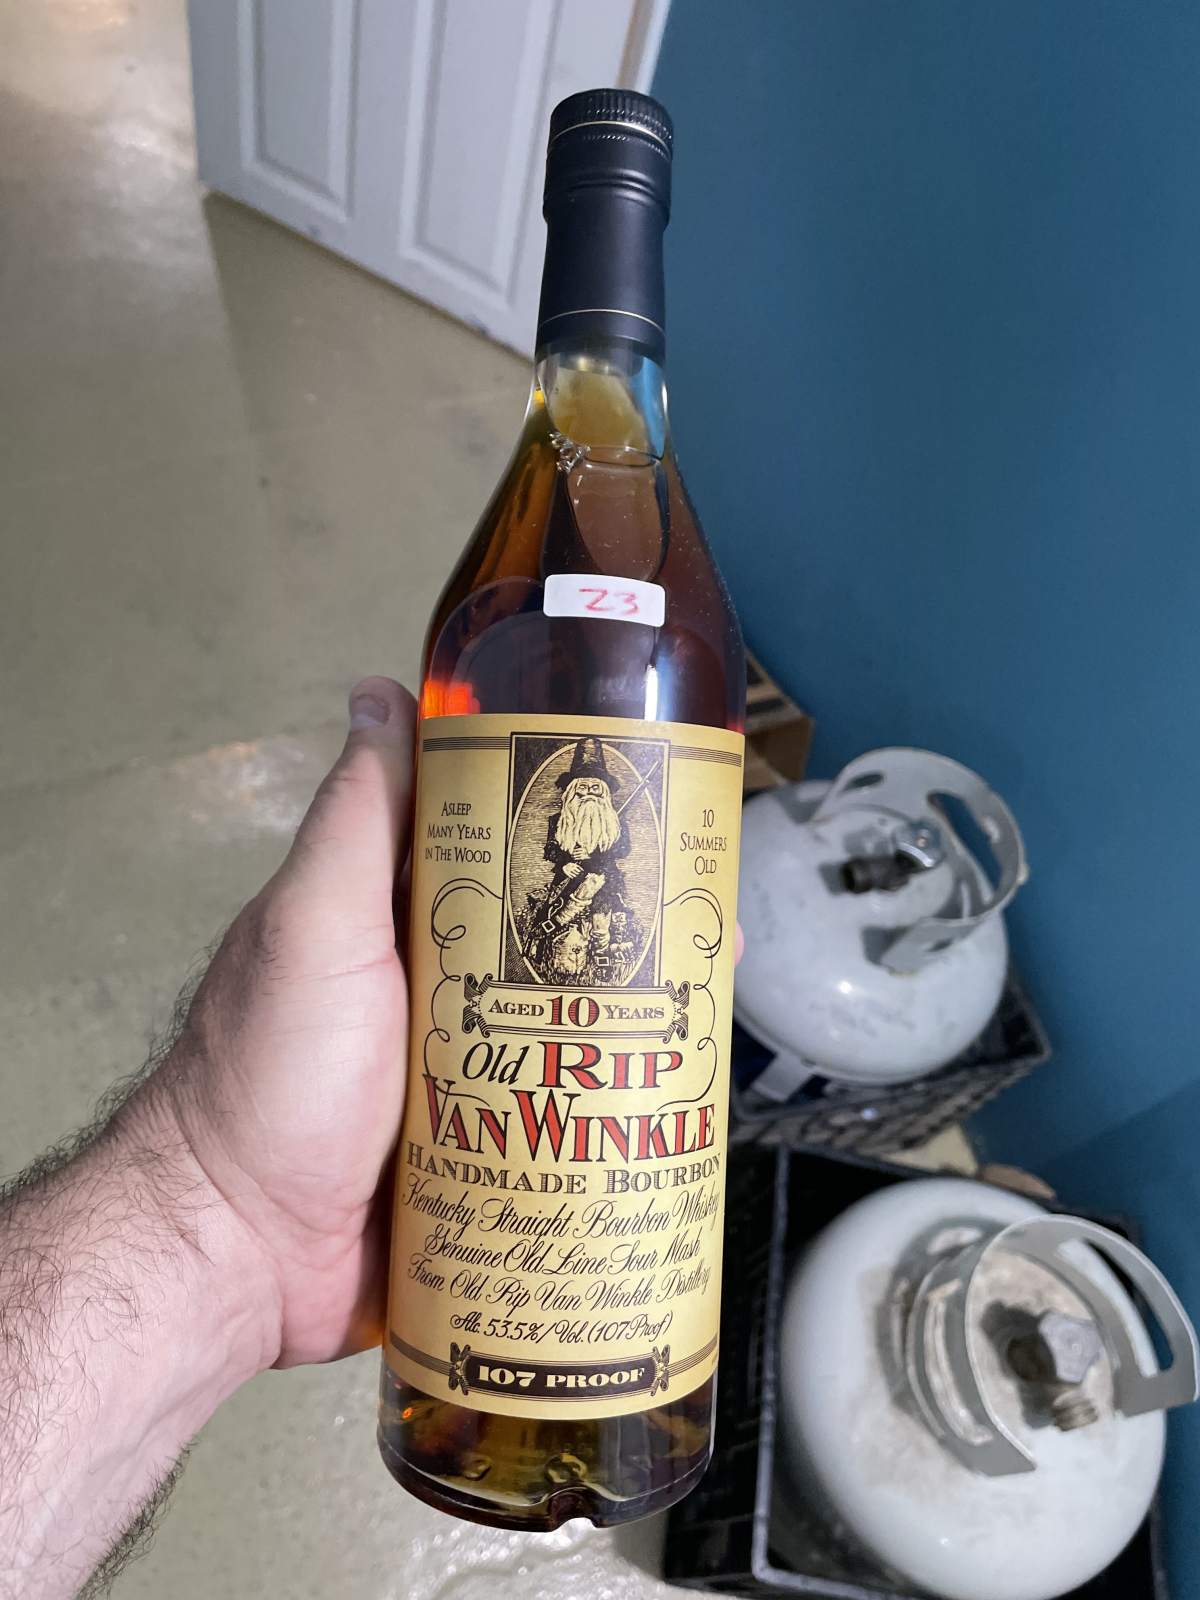 23
ASLEEP
MANY YEARS
IN THE WOOD
10
SUMMERS
OLD
AGED 10 YEARS
Old RIP
VAN WINKLE
HANDMADE BOURBON
Kentucky Straight Bourbon Whiskey
Genuine Old Line Sour Mash
From Old Rip Van Winkle Distillery
Alc. 53.5%/Vol. (107 Proof)
107 PROOF